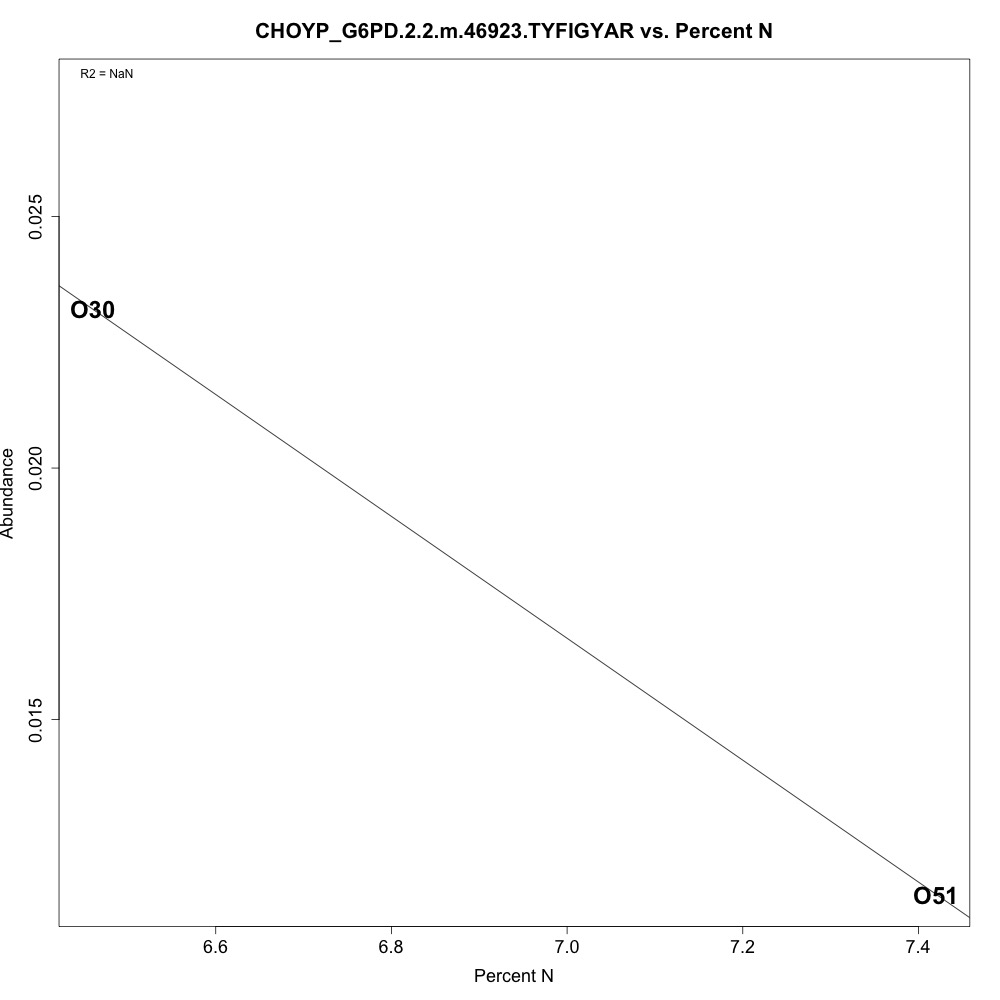 CHOYP_G6PD.2.2.m.46923.TYFIGYAR vs. Percent N
R2 = NaN
0.025
O30
0.020
Abundance
0.015
O51
6.6 6.8 7.0 7.2 7.4
Percent N